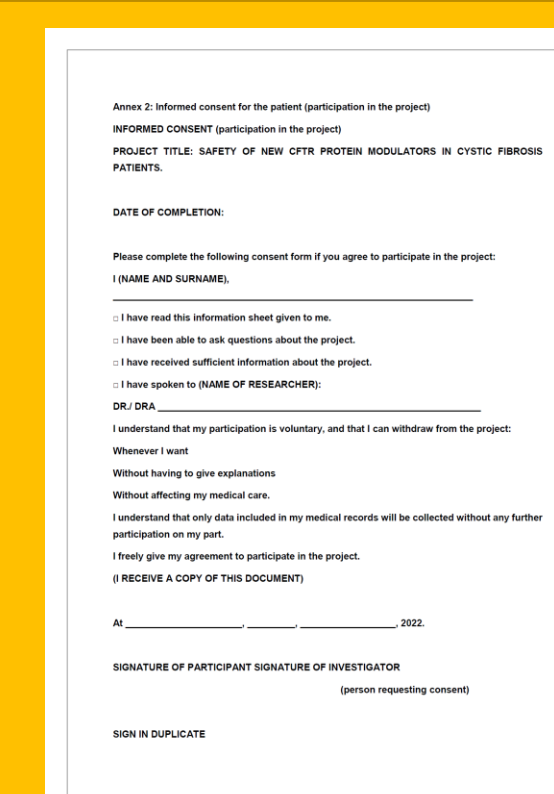 Annex 2: Informed consent for the patient (participation in the project)
INFORMED CONSENT (participation in the project)
PROJECT TITLE: SAFETY OF NEW CFTR PROTEIN MODULATORS IN CYSTIC FIBROSIS
PATIENTS.
DATE OF COMPLETION:
Please complete the following consent form if you agree to participate in the project:
I (NAME AND SURNAME),
□ I have read this information sheet given to me.
□ I have been able to ask questions about the project.
□ I have received sufficient information about the project.
□ I have spoken to (NAME OF RESEARCHER):
DR./ DRA
I understand that my participation is voluntary, and that I can withdraw from the project:
Whenever I want
Without having to give explanations
Without affecting my medical care.
I understand that only data included in my medical records will be collected without any further
participation on my part.
I freely give my agreement to participate in the project.
(I RECEIVE A COPY OF THIS DOCUMENT)
At ____________, ________, ____________, 2022.
SIGNATURE OF PARTICIPANT SIGNATURE OF INVESTIGATOR
(person requesting consent)
SIGN IN DUPLICATE